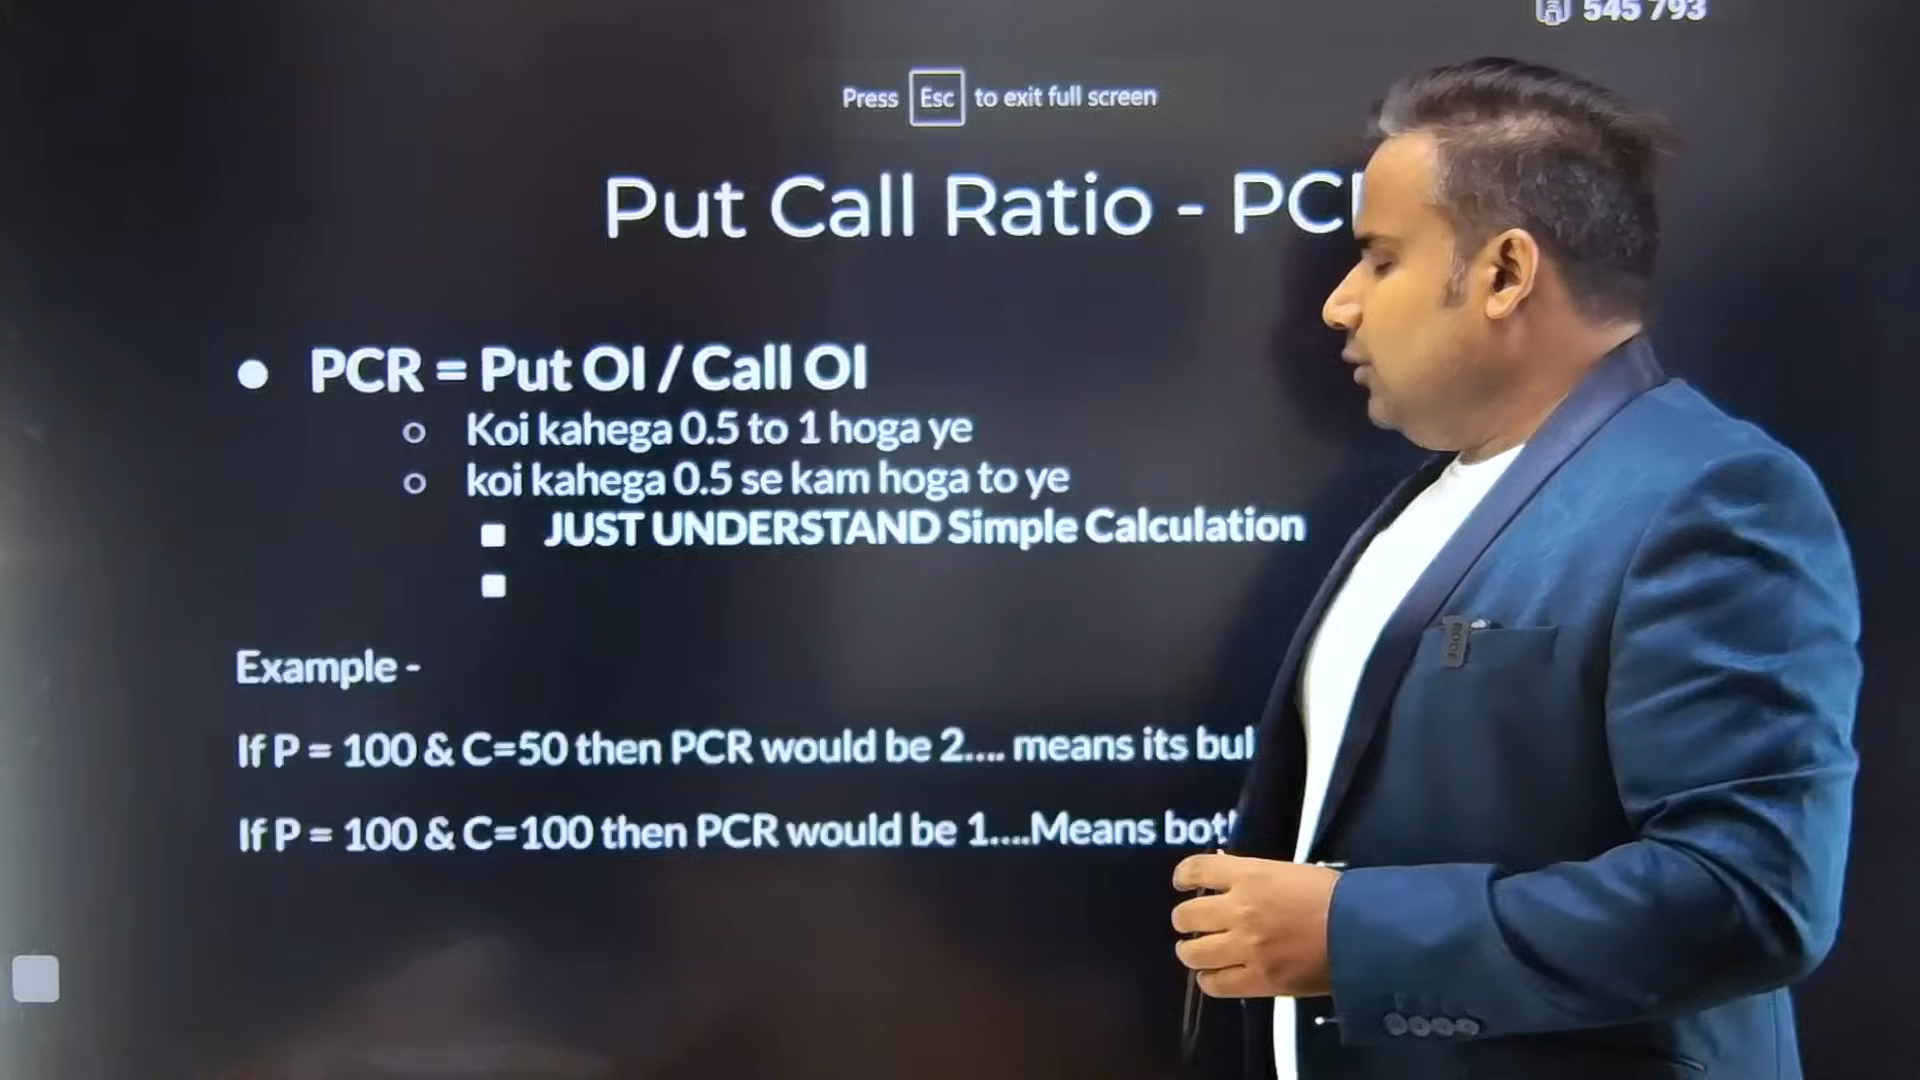 545 793
Press Esc to exit full screen
Put Call Ratio - PC
PCR = Put OI / Call OI
Koi kahega 0.5 to 1 hoga ye
koi kahega 0.5 se kam hoga to ye
JUST UNDERSTAND Simple Calculation
Example -
If P = 100 & C=50 then PCR would be 2.... means its bul
If P = 100 & C=100 then PCR would be 1....Means bot
RODE